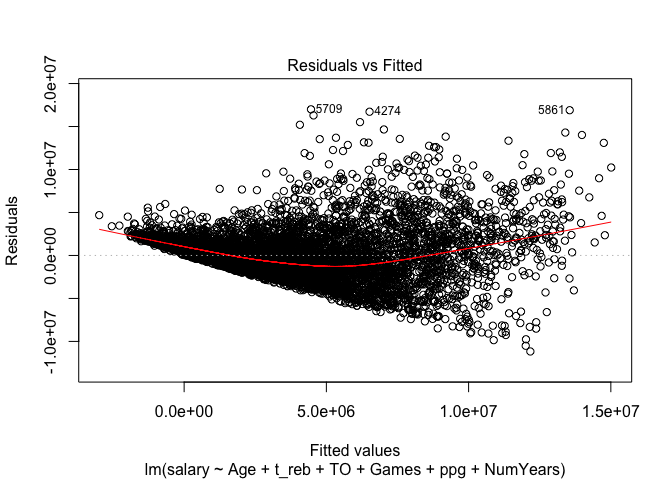 Residuals vs Fitted
2.0e+07
1.0e+07
0.0e+00
-1.0e+07
Residuals
5709
4274
5861
0.0e+00 5.0e+06 1.0e+07 1.5e+07
Fitted values
lm(salary ~ Age + t_reb + TO + Games + ppg + NumYears)